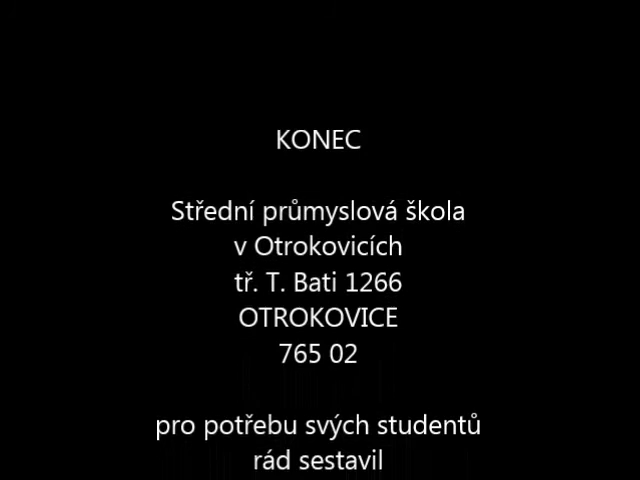 KONEC
Střední průmyslová škola
v Otrokovicích
tř. T. Bati 1266
OTROKOVICE
765 02
pro potřebu svých studentů
rád sestavil